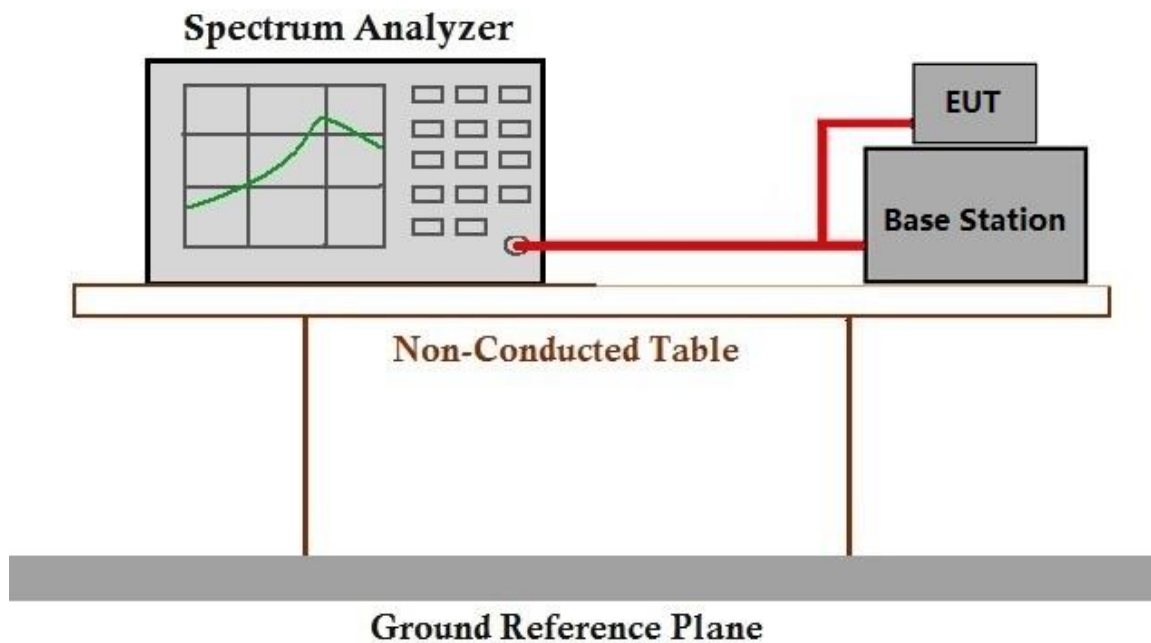 Spectrum Analyzer
EUT
Base Station
Non-Conducted Table
Ground Reference Plane